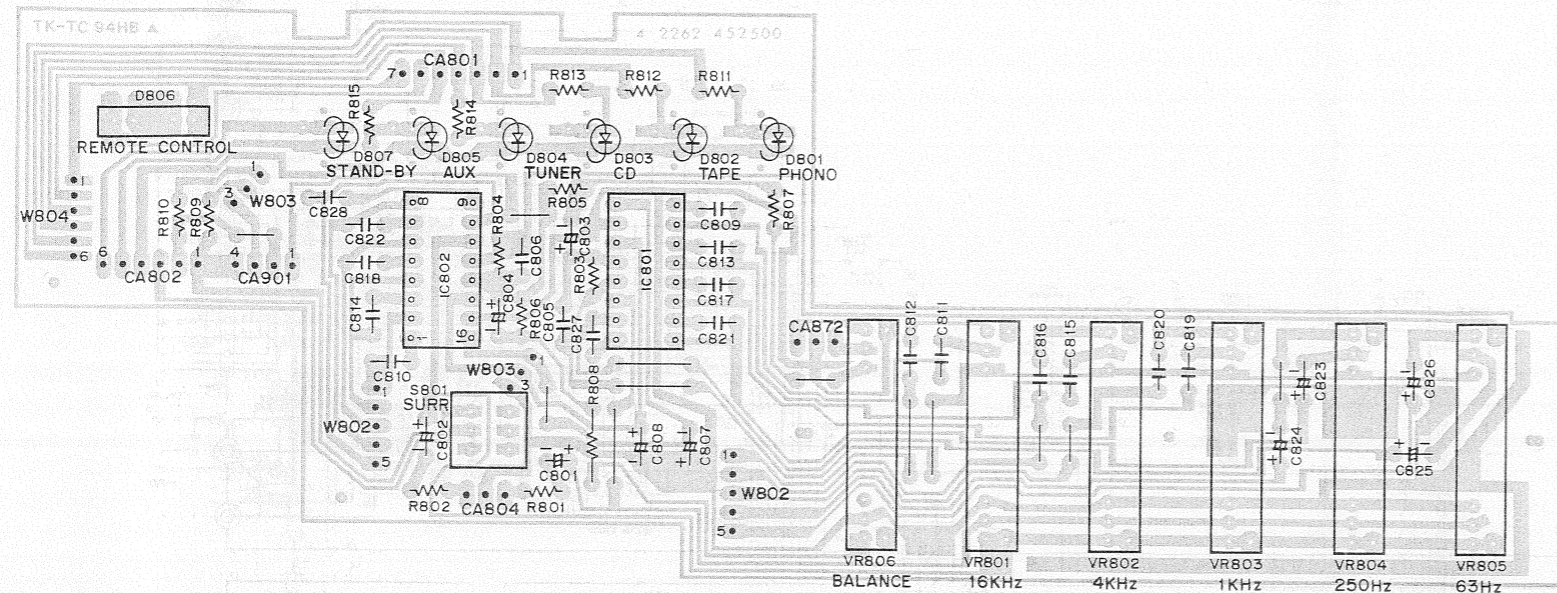 TK-TC 94HB ▲
4 2262 452500
CA801
7
1
R813
R812
R811
D806
R815
R814
REMOTE CONTROL
D807
D805
D804
D803
D802
D801
STAND-BY
AUX
TUNER
CD
TAPE
PHONO
1
3
W803
1
W804
6
R810
R809
C828
C822
C818
C814
8
9
IC802
1
16
R804
R805
C803
C806
R803
C804
R806
C805
C827
IC801
C809
C813
C817
C821
R807
6
1
CA802
4
1
CA901
C810
W803
1
3
S801
SURR
1
W802
5
C802
C801
R808
C808
C807
R802
CA804
R801
1
W802
5
CA872
C812
C811
C816
C815
C820
C819
C823
C824
C826
C825
VR806
VR801
VR802
VR803
VR804
VR805
BALANCE
16KHz
4KHz
1KHz
250Hz
63Hz